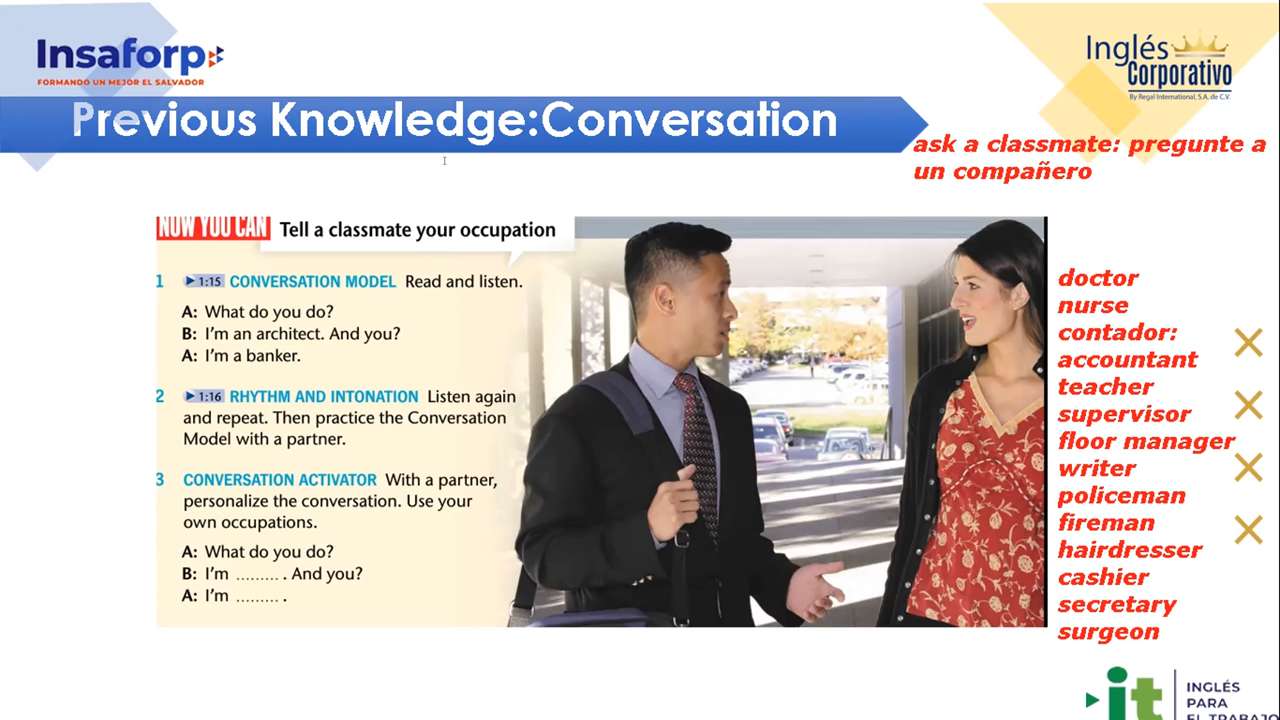 Insaforp
FORMANDO UN MEJOR EL SALVADOR
Inglés
Corporativo
By Regal International, S.A. de C.V.
Previous Knowledge:Conversation
ask a classmate: pregunte a
un compañero
NOW YOU CAN Tell a classmate your occupation
1 1:15 CONVERSATION MODEL Read and listen.
A: What do you do?
B: I'm an architect. And you?
A: I'm a banker.
2 1:16 RHYTHM AND INTONATION Listen again
and repeat. Then practice the Conversation
Model with a partner.
3 CONVERSATION ACTIVATOR With a partner,
personalize the conversation. Use your
own occupations.
A: What do you do?
B: I'm ......... . And you?
A: I'm ......... .
doctor
nurse
contador:
accountant
teacher
supervisor
floor manager
writer
policeman
fireman
hairdresser
cashier
secretary
surgeon
it
INGLÉS
PARA
EL TRABAJO